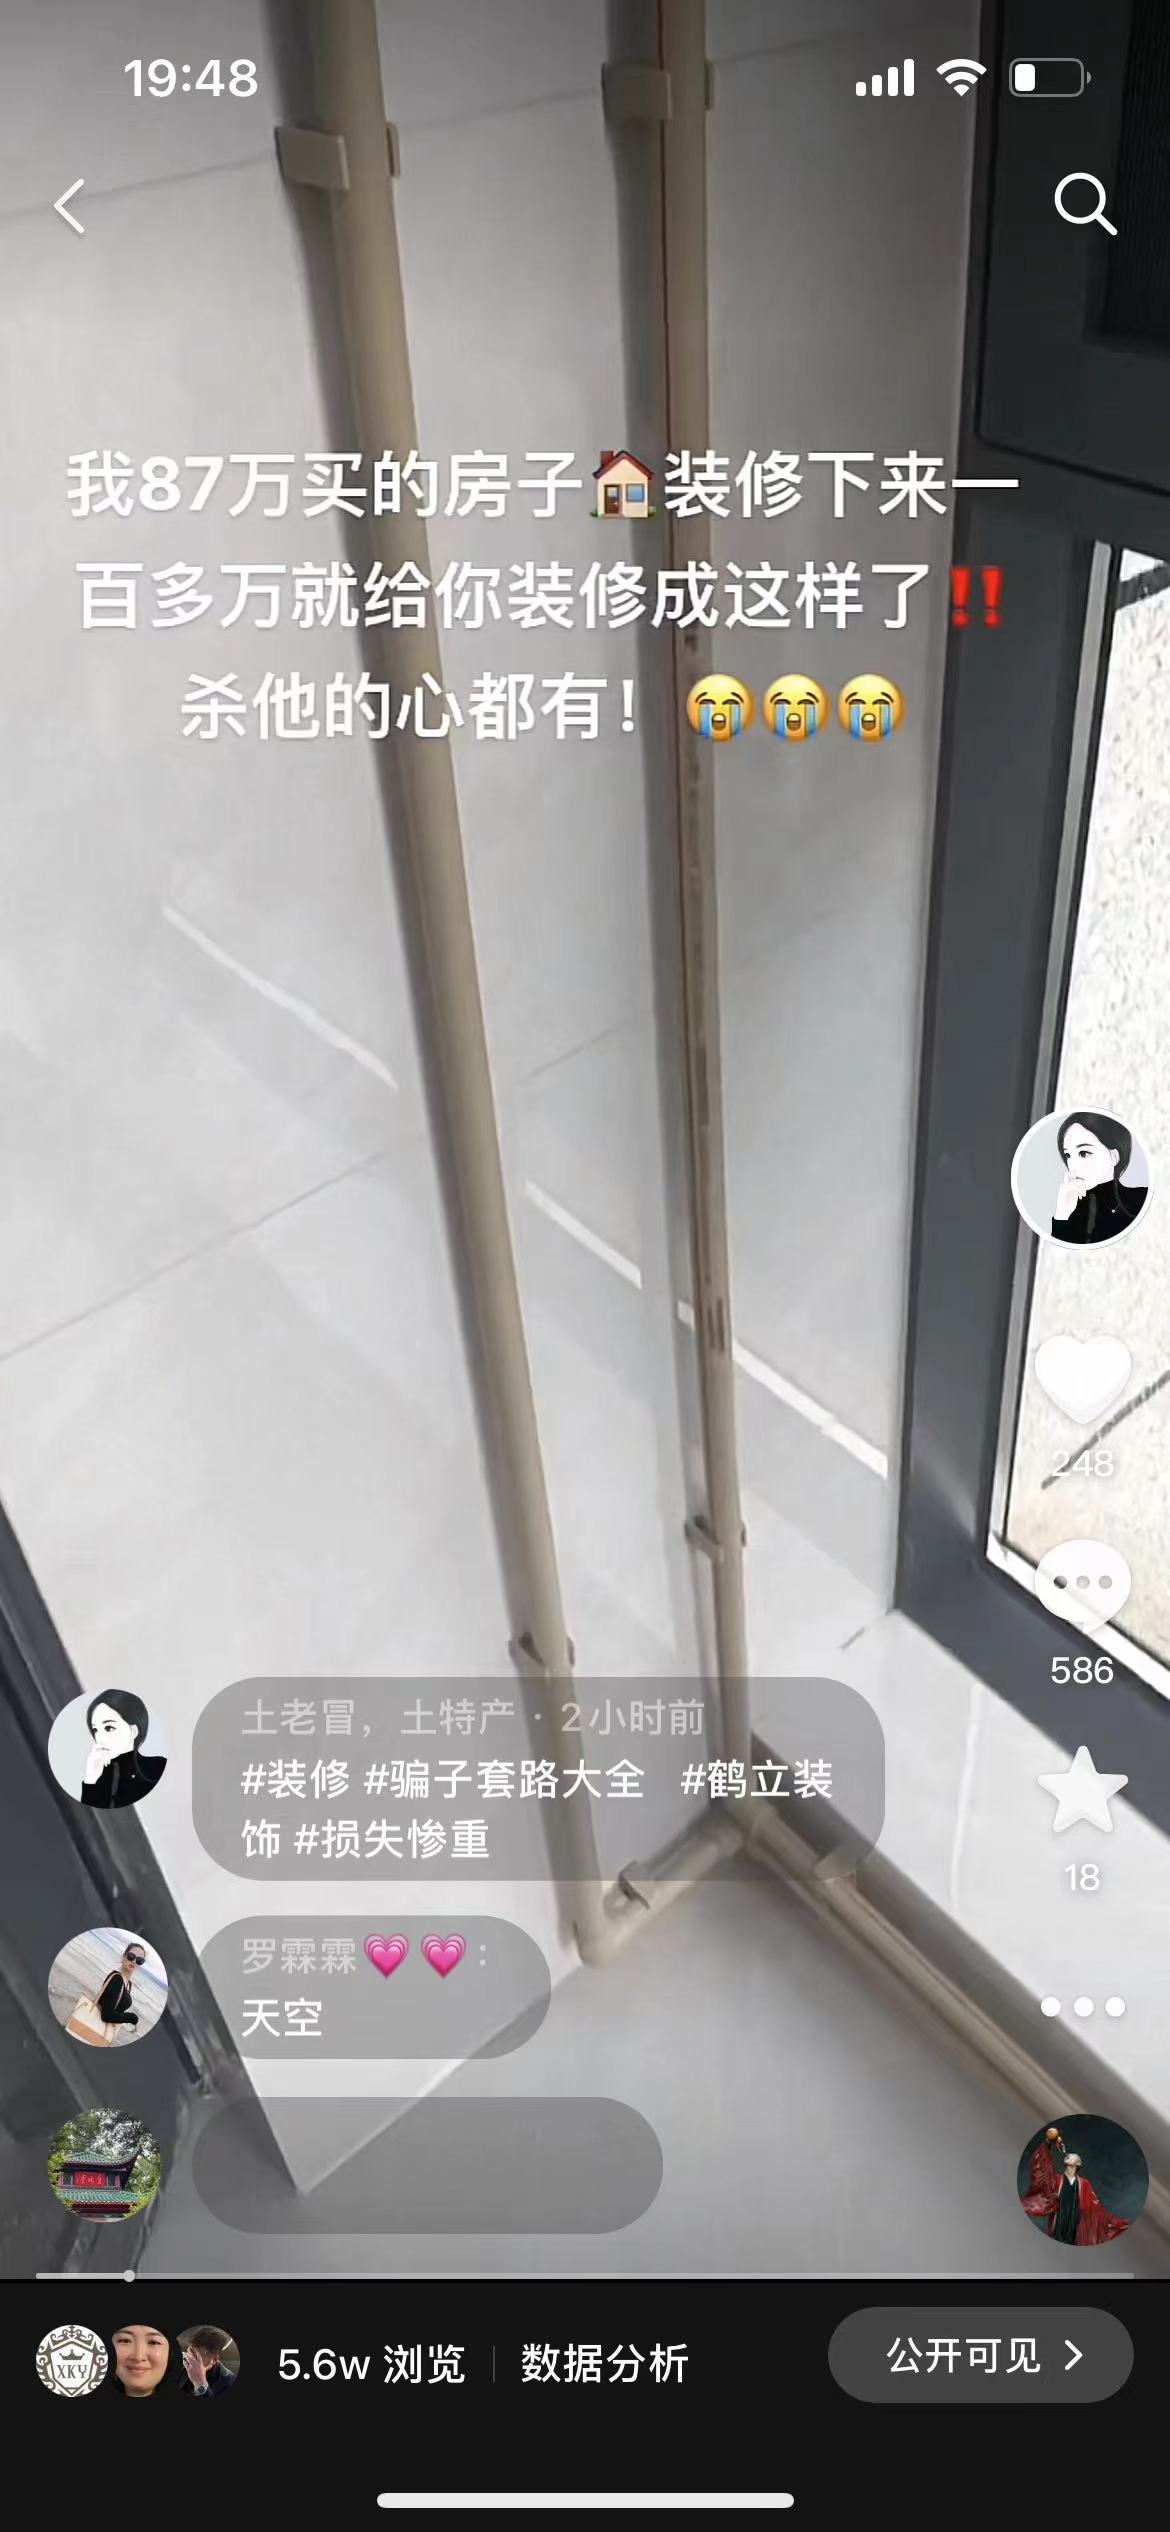 19:48
我87万买的房子🏠装修下来一
百多万就给你装修成这样了‼️
杀他的心都有！😭😭😭
248
586
土老冒，土特产 · 2小时前
#装修 #骗子套路大全 #鹤立装
饰 #损失惨重
18
罗霖霖💗💗：
天空
XKY
5.6w 浏览 数据分析
公开可见